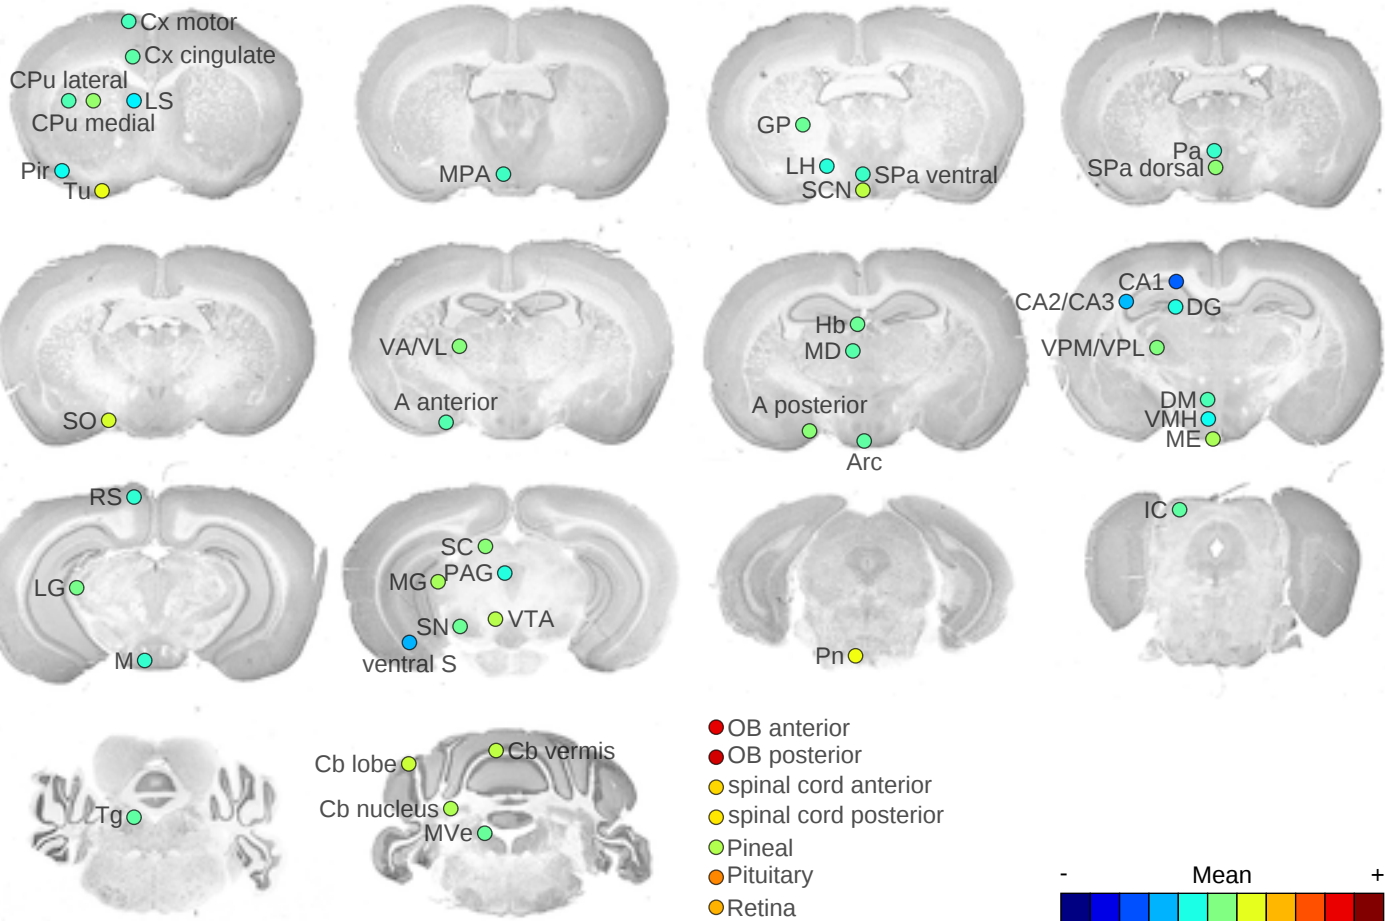 Cx motor
Cx cingulate
CPu lateral
LS
CPu medial
Pir
Tu
MPA
GP
LH
SPa ventral
SCN
Pa
SPa dorsal
SO
VA/VL
A anterior
Hb
MD
A posterior
Arc
CA1
CA2/CA3
DG
VPM/VPL
DM
VMH
ME
RS
LG
M
SC
MG
PAG
SN
VTA
ventral S
Pn
IC
Tg
Cb lobe
Cb vermis
Cb nucleus
MVe
OB anterior
OB posterior
spinal cord anterior
spinal cord posterior
Pineal
Pituitary
Retina
- Mean +